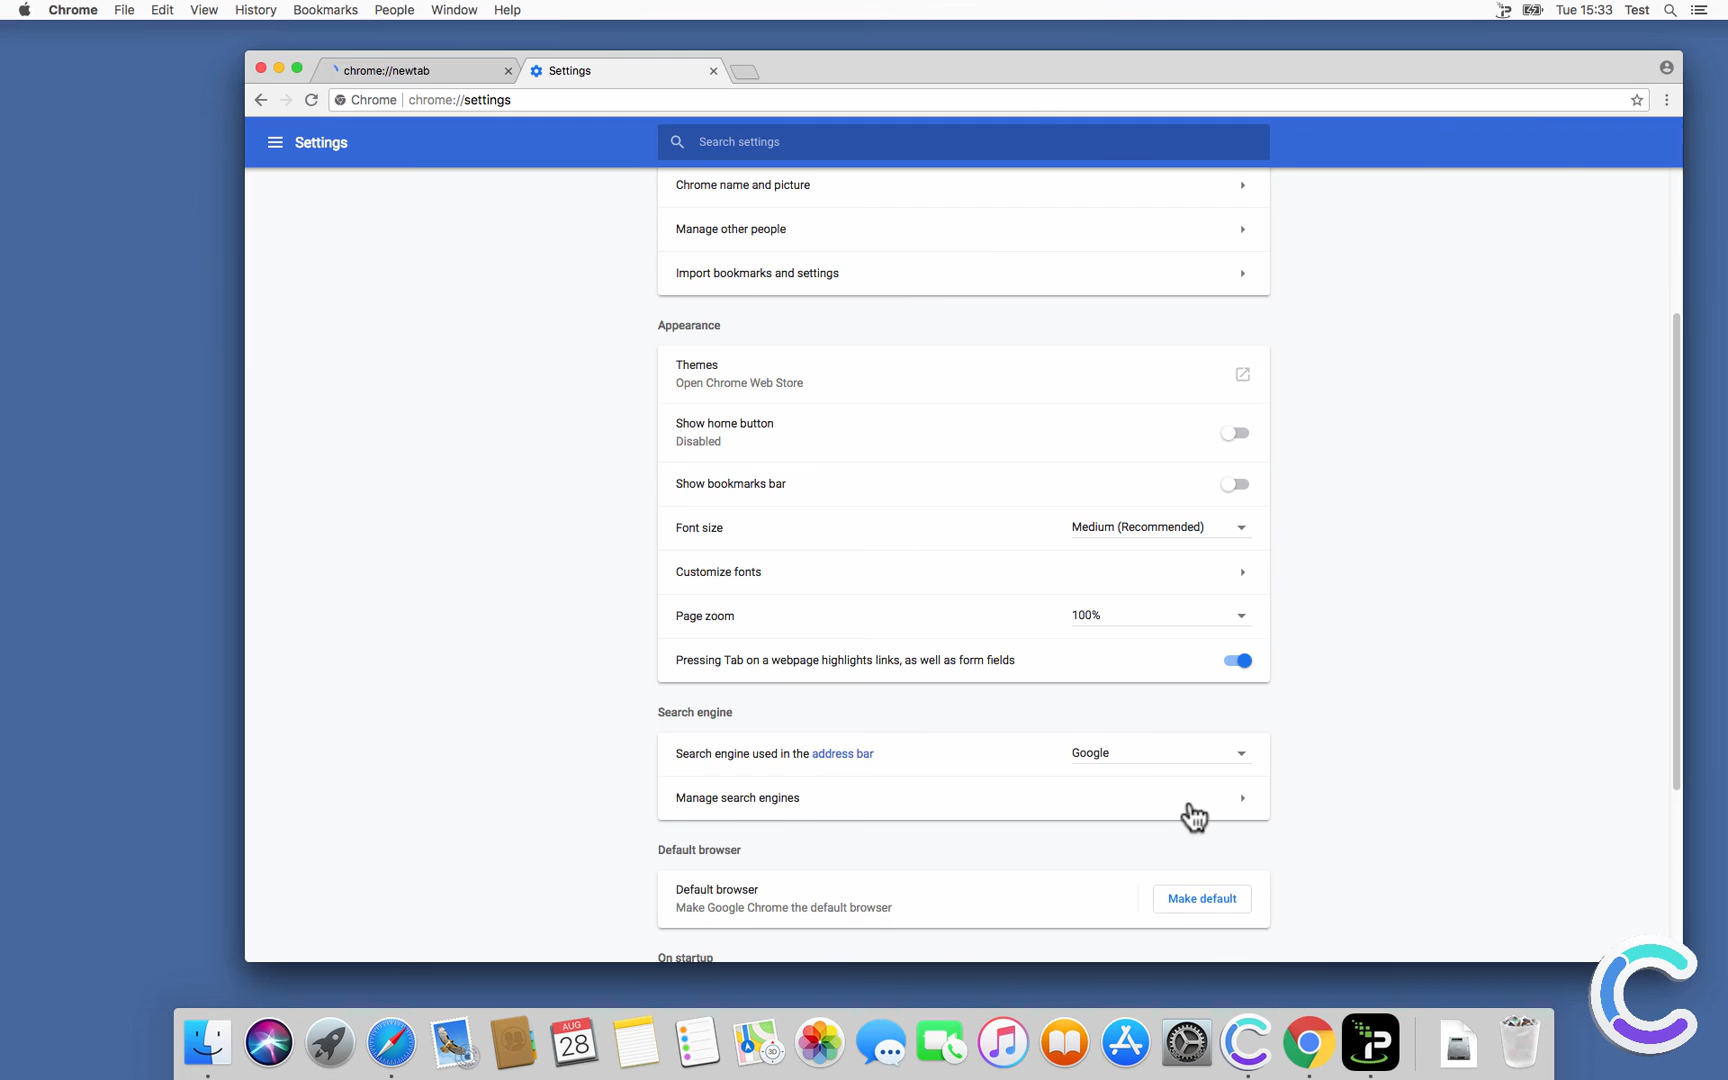 Chrome File Edit View History Bookmarks People Window Help Tue 15:33 Test
chrome://newtab Settings
Chrome chrome://settings
Settings Search settings
Chrome name and picture
Manage other people
Import bookmarks and settings
Appearance
Themes
Open Chrome Web Store
Show home button
Disabled
Show bookmarks bar
Font size Medium (Recommended)
Customize fonts
Page zoom 100%
Pressing Tab on a webpage highlights links, as well as form fields
Search engine
Search engine used in the address bar Google
Manage search engines
Default browser
Default browser
Make Google Chrome the default browser Make default
On startup
AUG
28
3D